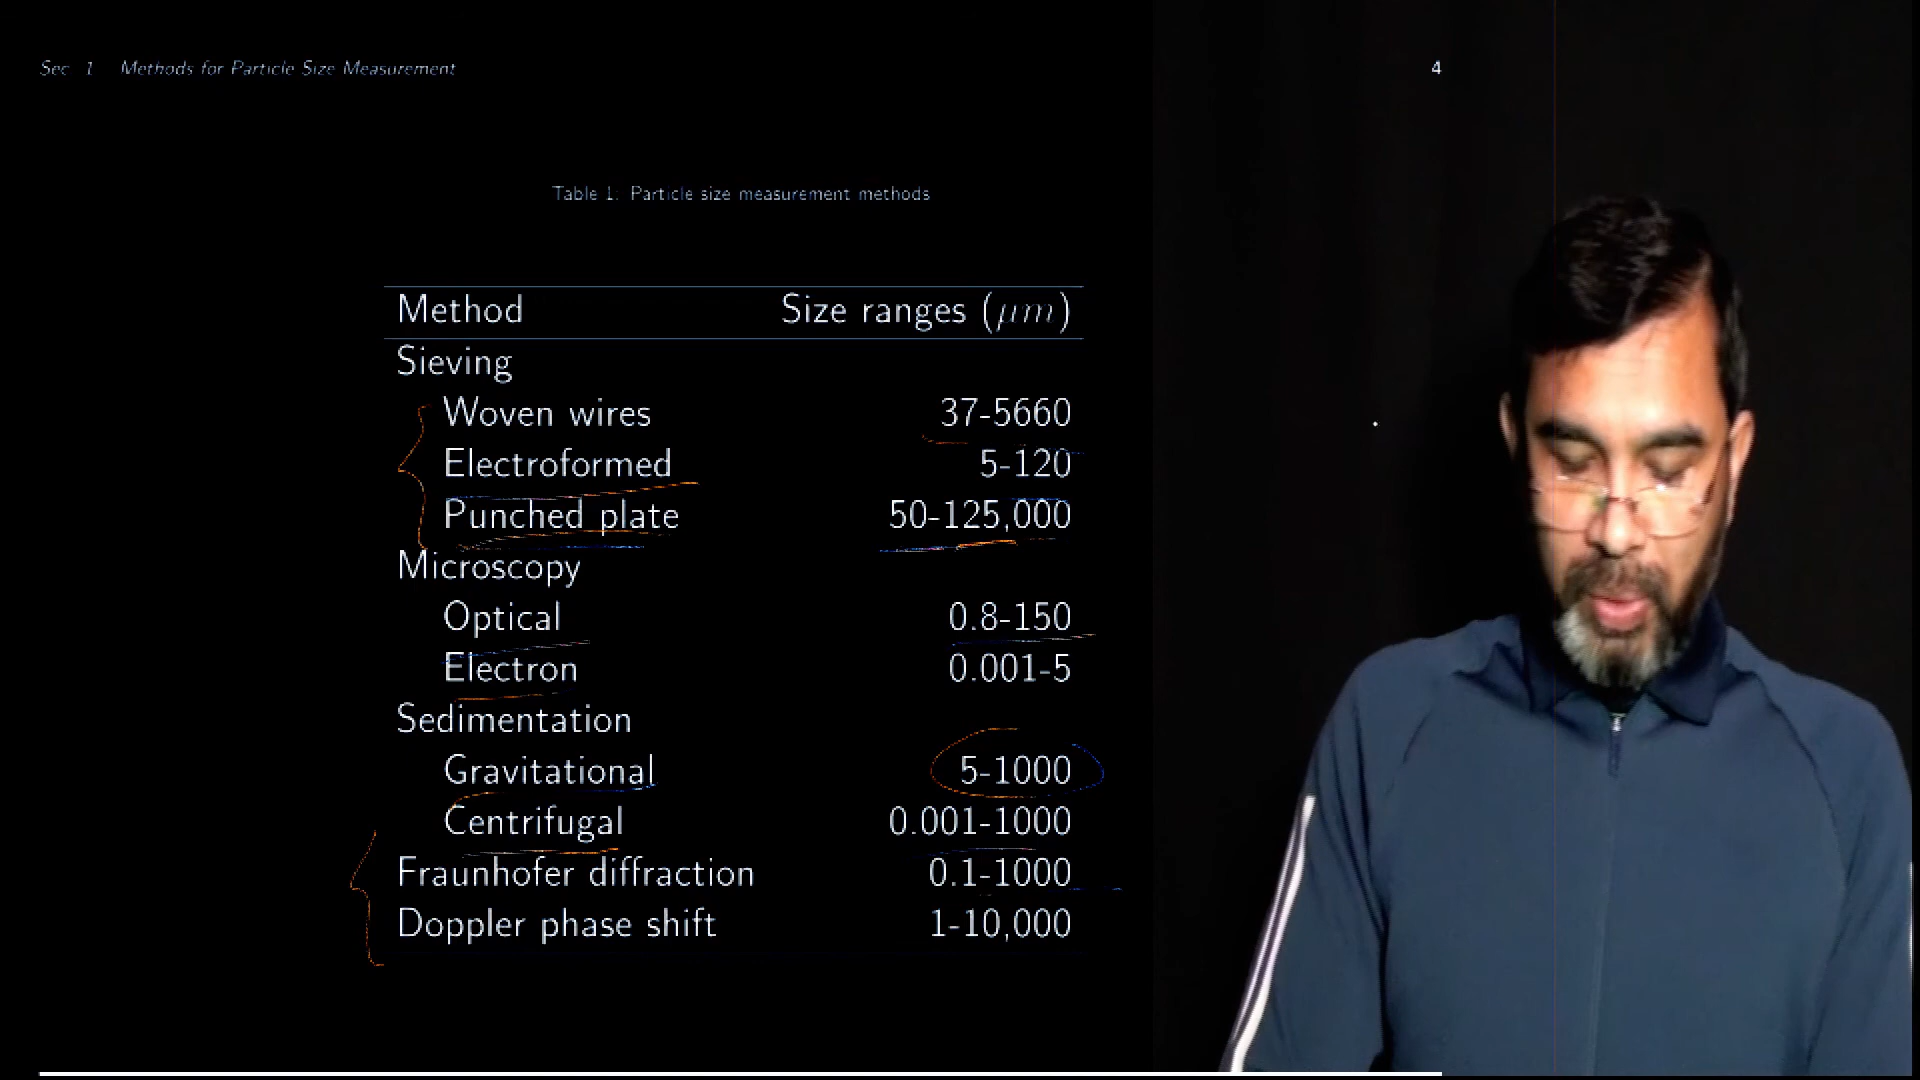 Sec 1 Methods for Particle Size Measurement 4
Table 1: Particle size measurement methods
Method Size ranges (μm)
Sieving
Woven wires 37-5660
Electroformed 5-120
Punched plate 50-125,000
Microscopy
Optical 0.8-150
Electron 0.001-5
Sedimentation
Gravitational 5-1000
Centrifugal 0.001-1000
Fraunhofer diffraction 0.1-1000
Doppler phase shift 1-10,000